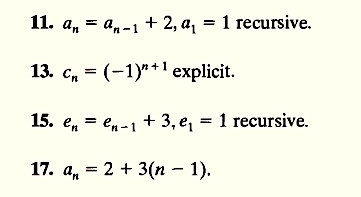 11. aₙ = aₙ₋₁ + 2, a₁ = 1 recursive.
13. cₙ = (−1)ⁿ⁺¹ explicit.
15. eₙ = eₙ₋₁ + 3, e₁ = 1 recursive.
17. aₙ = 2 + 3(n − 1).